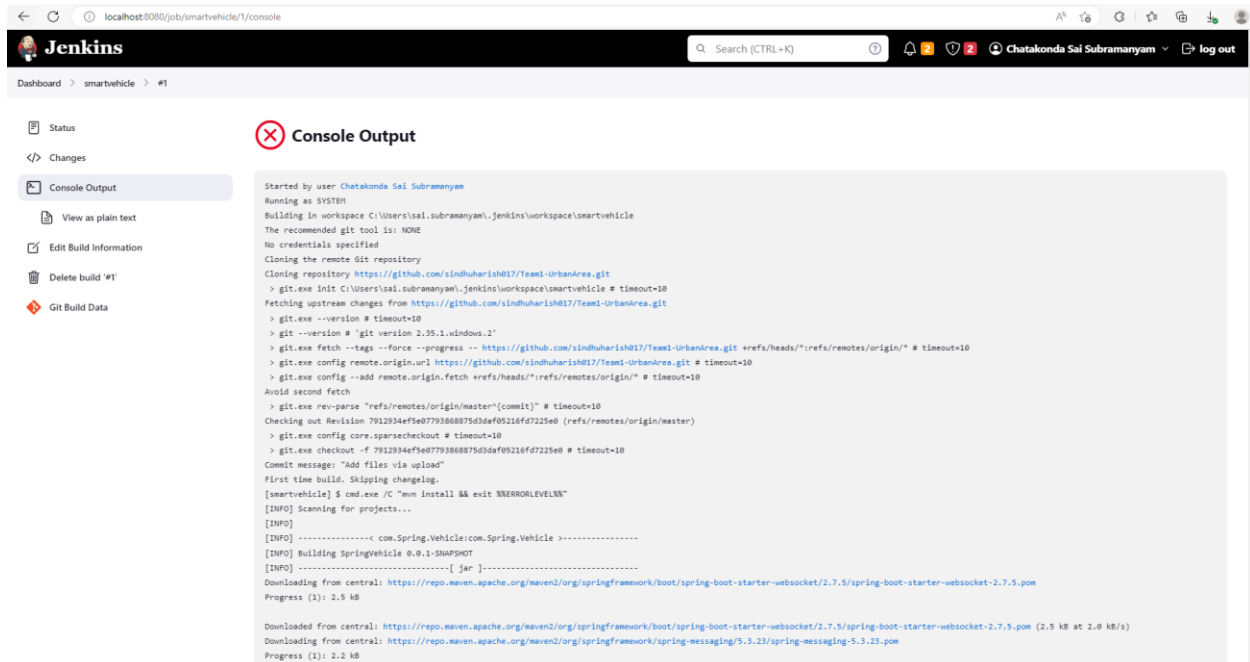 localhost:8080/job/smartvehicle/1/console
Jenkins
Search (CTRL+K)
2
2
Chatakonda Sai Subramanyam
log out
Dashboard > smartvehicle > #1
Status
Changes
Console Output
View as plain text
Edit Build Information
Delete build '#1'
Git Build Data
Console Output
Started by user Chatakonda Sai Subramanyam
Running as SYSTEM
Building in workspace C:\Users\sai.subramanyam\.jenkins\workspace\smartvehicle
The recommended git tool is: NONE
No credentials specified
Cloning the remote Git repository
Cloning repository https://github.com/sindhuharish017/Team1-UrbanArea.git
> git.exe init C:\Users\sai.subramanyam\.jenkins\workspace\smartvehicle # timeout=10
Fetching upstream changes from https://github.com/sindhuharish017/Team1-UrbanArea.git
> git.exe --version # timeout=10
> git --version # 'git version 2.35.1.windows.2'
> git.exe fetch --tags --force --progress -- https://github.com/sindhuharish017/Team1-UrbanArea.git +refs/heads/*:refs/remotes/origin/* # timeout=10
> git.exe config remote.origin.url https://github.com/sindhuharish017/Team1-UrbanArea.git # timeout=10
> git.exe config --add remote.origin.fetch +refs/heads/*:refs/remotes/origin/* # timeout=10
Avoid second fetch
> git.exe rev-parse "refs/remotes/origin/master^{commit}" # timeout=10
Checking out Revision 7912934ef5e07793868875d3daf05216fd7225e0 (refs/remotes/origin/master)
> git.exe config core.sparsecheckout # timeout=10
> git.exe checkout -f 7912934ef5e07793868875d3daf05216fd7225e0 # timeout=10
Commit message: "Add files via upload"
First time build. Skipping changelog.
[smartvehicle] $ cmd.exe /C "mvn install && exit %%ERRORLEVEL%%"
[INFO] Scanning for projects...
[INFO]
[INFO] ---------------< com.Spring.Vehicle:com.Spring.Vehicle >----------------
[INFO] Building SpringVehicle 0.0.1-SNAPSHOT
[INFO] --------------------------------[ jar ]---------------------------------
Downloading from central: https://repo.maven.apache.org/maven2/org/springframework/boot/spring-boot-starter-websocket/2.7.5/spring-boot-starter-websocket-2.7.5.pom
Progress (1): 2.5 kB
Downloaded from central: https://repo.maven.apache.org/maven2/org/springframework/boot/spring-boot-starter-websocket/2.7.5/spring-boot-starter-websocket-2.7.5.pom (2.5 kB at 2.0 kB/s)
Downloading from central: https://repo.maven.apache.org/maven2/org/springframework/spring-messaging/5.3.23/spring-messaging-5.3.23.pom
Progress (1): 2.2 kB